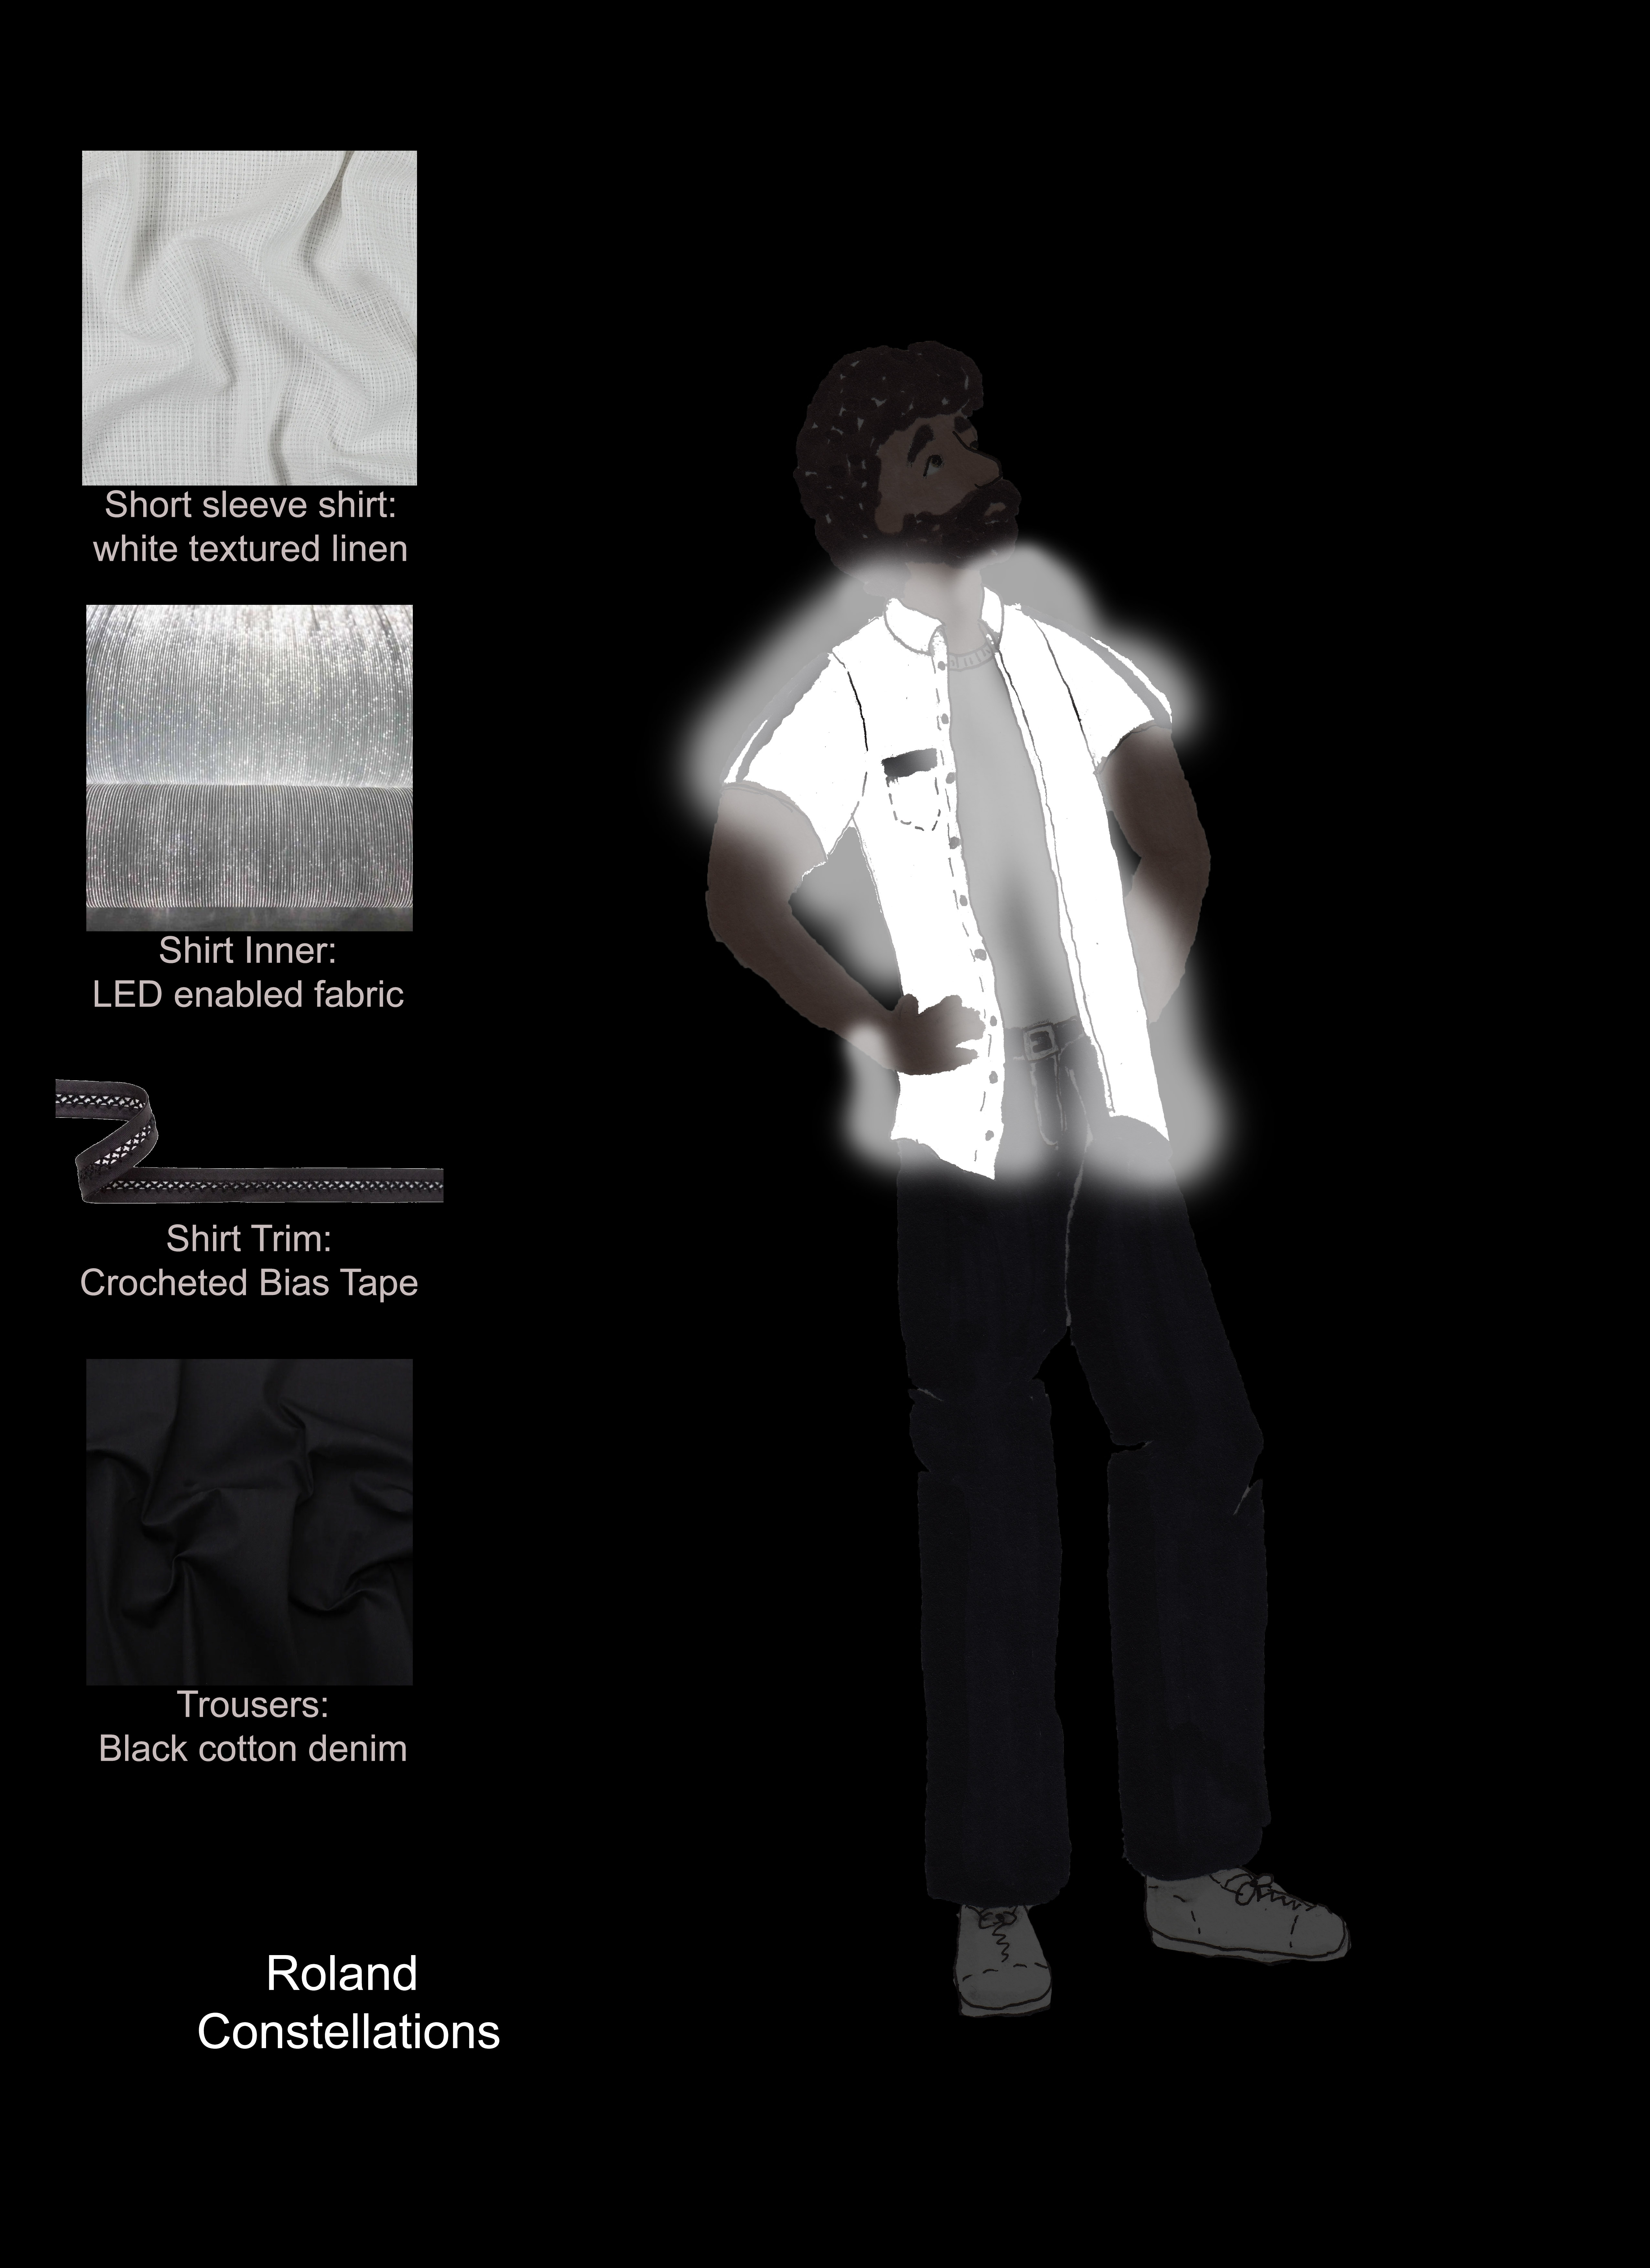 Short sleeve shirt:
white textured linen
Shirt Inner:
LED enabled fabric
Shirt Trim:
Crocheted Bias Tape
Trousers:
Black cotton denim
Roland
Constellations